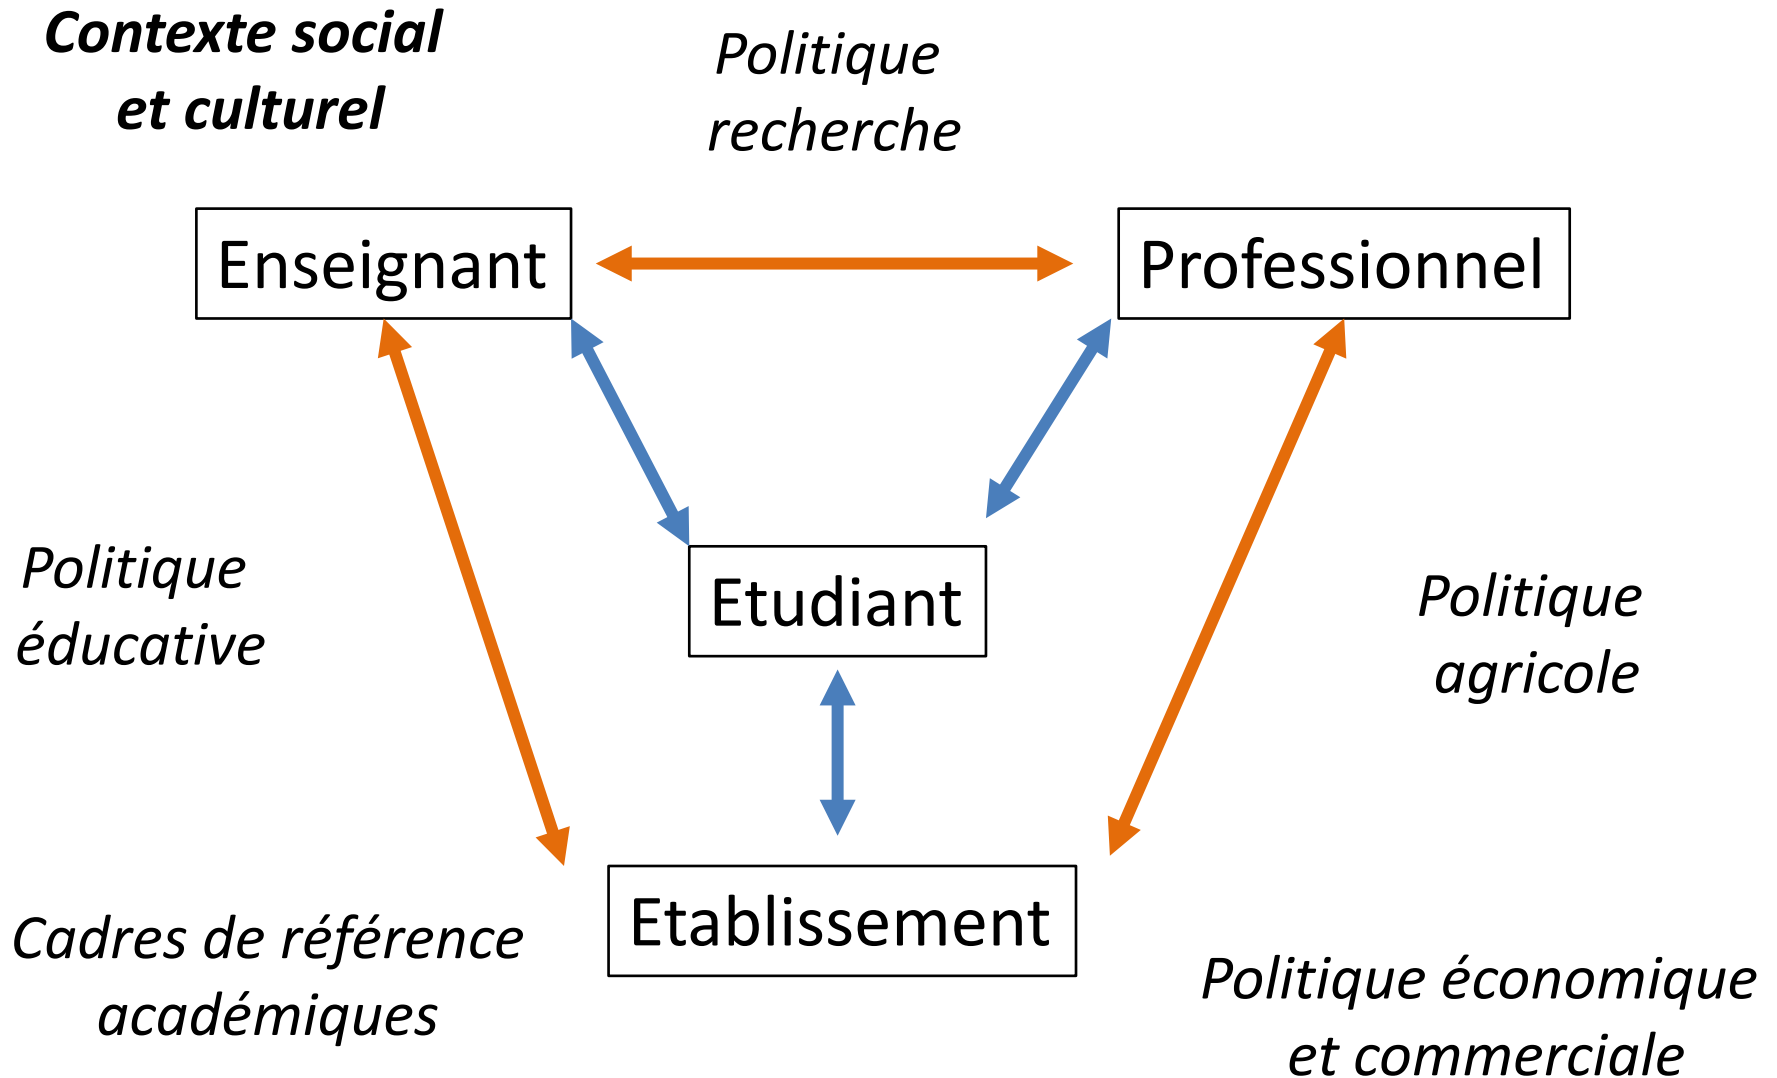 Contexte social
et culturel
Politique
recherche
Enseignant
Professionnel
Politique
éducative
Etudiant
Politique
agricole
Etablissement
Cadres de référence
académiques
Politique économique
et commerciale